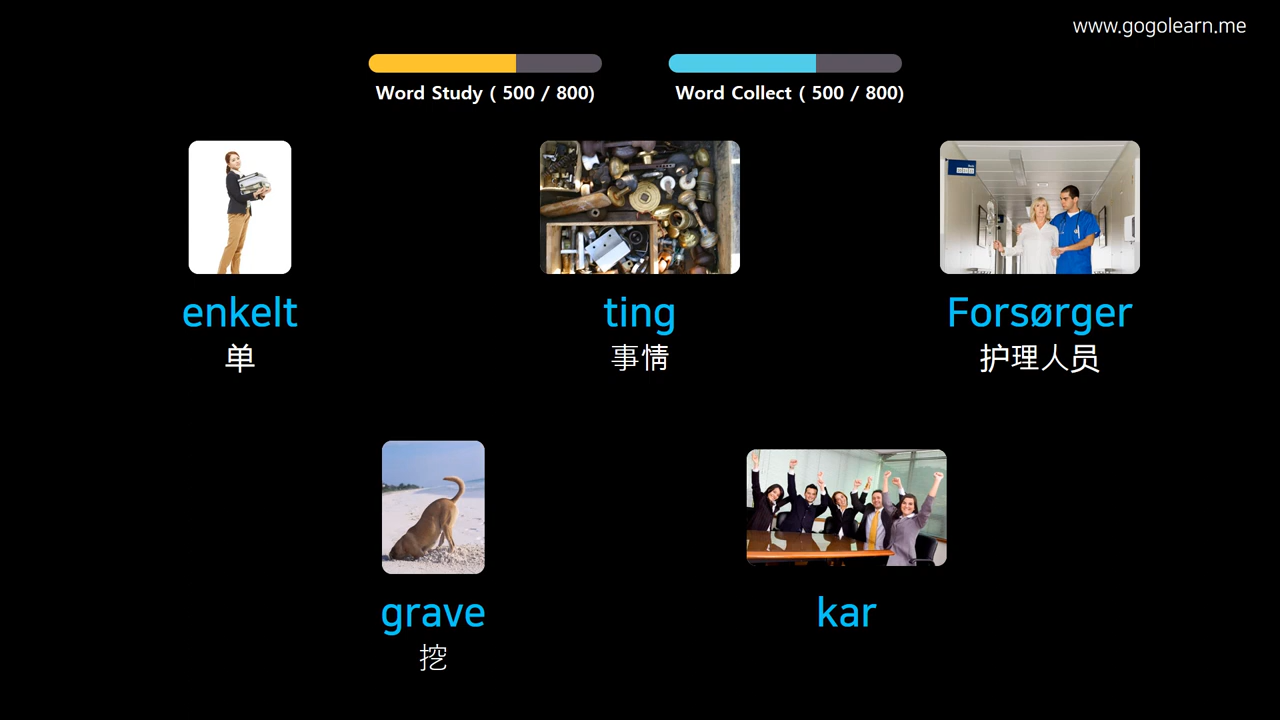 www.gogolearn.me
Word Study ( 500 / 800)
Word Collect ( 500 / 800)
enkelt
单
ting
事情
Forsørger
护理人员
grave
挖
kar